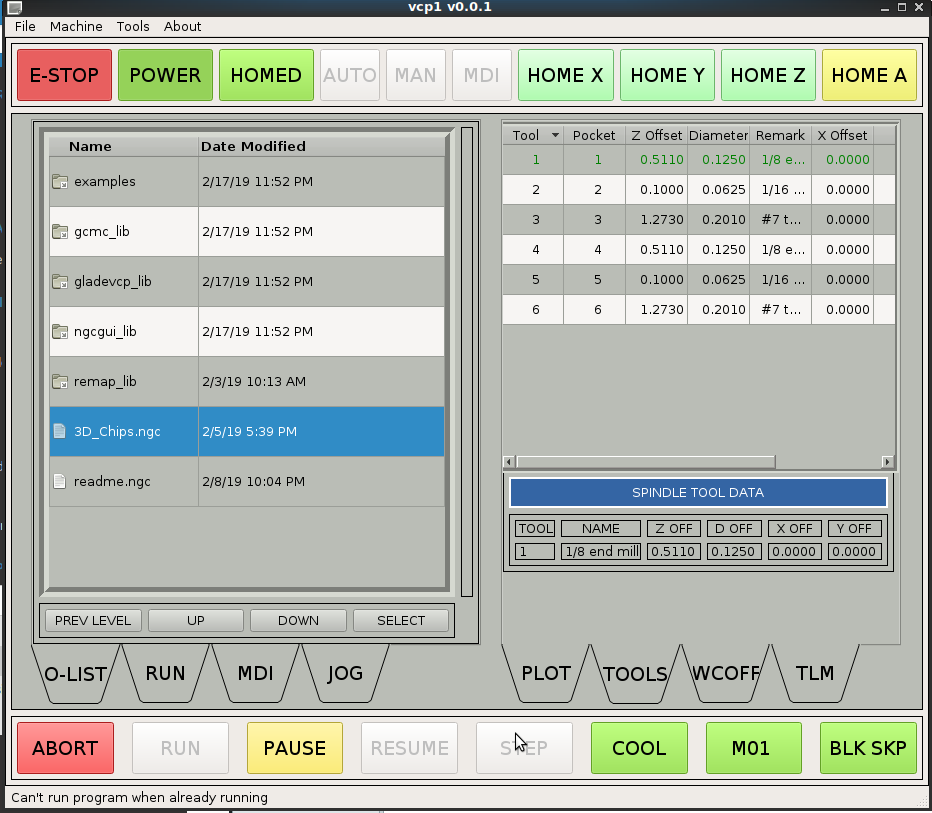 vcp1 v0.0.1
File Machine Tools About
E-STOP POWER HOMED AUTO MAN MDI HOME X HOME Y HOME Z HOME A
Name Date Modified
examples 2/17/19 11:52 PM
gcmc_lib 2/17/19 11:52 PM
gladevcp_lib 2/17/19 11:52 PM
ngcgui_lib 2/17/19 11:52 PM
remap_lib 2/3/19 10:13 AM
3D_Chips.ngc 2/5/19 5:39 PM
readme.ngc 2/8/19 10:04 PM
PREV LEVEL UP DOWN SELECT
O-LIST RUN MDI JOG
Tool Pocket Z Offset Diameter Remark X Offset
1 1 0.5110 0.1250 1/8 e... 0.0000
2 2 0.1000 0.0625 1/16 ... 0.0000
3 3 1.2730 0.2010 #7 t... 0.0000
4 4 0.5110 0.1250 1/8 e... 0.0000
5 5 0.1000 0.0625 1/16 ... 0.0000
6 6 1.2730 0.2010 #7 t... 0.0000
SPINDLE TOOL DATA
TOOL NAME Z OFF D OFF X OFF Y OFF
1 1/8 end mill 0.5110 0.1250 0.0000 0.0000
PLOT TOOLS WCOFF TLM
ABORT RUN PAUSE RESUME STEP COOL M01 BLK SKP
Can't run program when already running